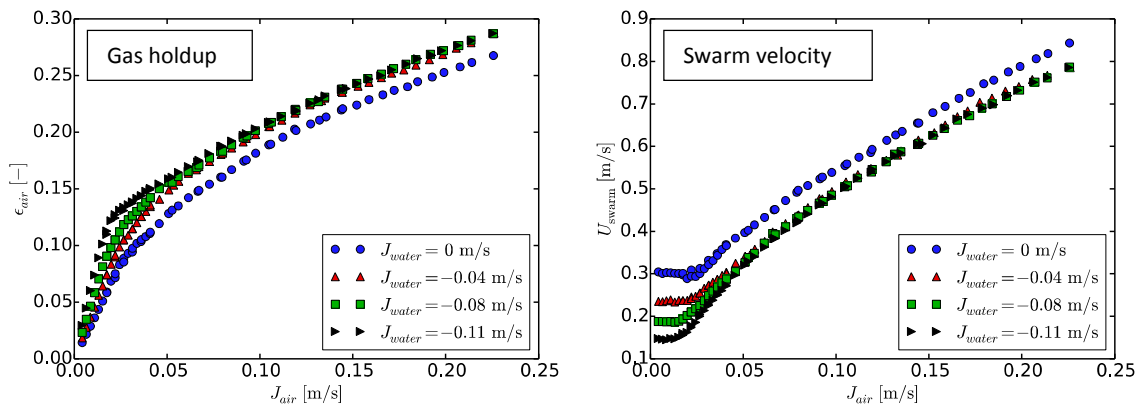 Gas holdup
0.30
0.25
0.20
0.15
0.10
0.05
0.00
ϵ_air [−]
0.00 0.05 0.10 0.15 0.20 0.25
J_air [m/s]
J_water = 0 m/s
J_water = −0.04 m/s
J_water = −0.08 m/s
J_water = −0.11 m/s
Swarm velocity
0.9
0.8
0.7
0.6
0.5
0.4
0.3
0.2
0.1
U_swarm [m/s]
0.00 0.05 0.10 0.15 0.20 0.25
J_air [m/s]
J_water = 0 m/s
J_water = −0.04 m/s
J_water = −0.08 m/s
J_water = −0.11 m/s